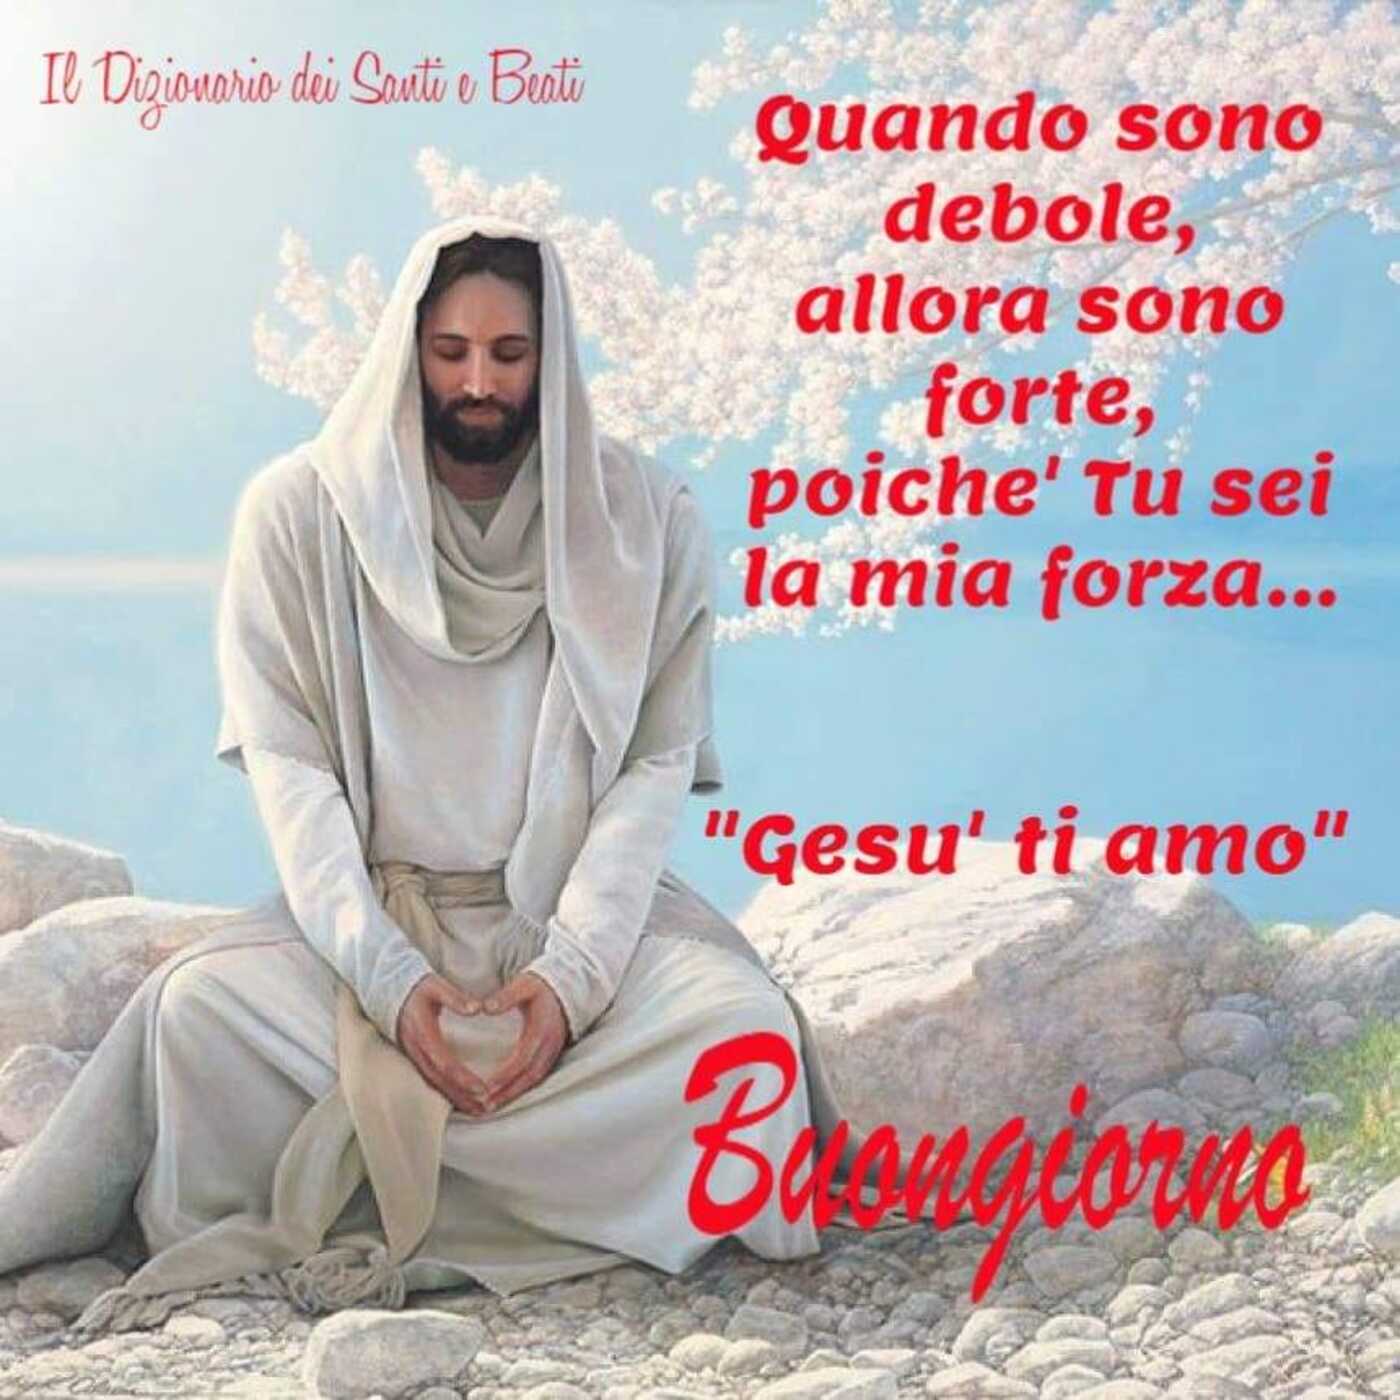 Il Dizionario dei Santi e Beati
Quando sono
debole,
allora sono
forte,
poiche' Tu sei
la mia forza...
"Gesu' ti amo"
Buongiorno